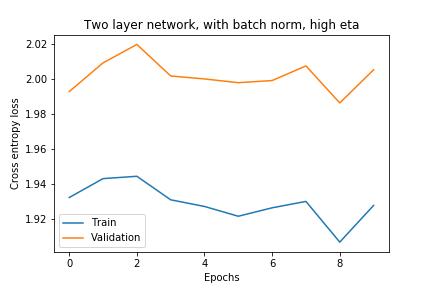 Two layer network, with batch norm, high eta
Cross entropy loss
2.02
2.00
1.98
1.96
1.94
1.92
Train
Validation
0 2 4 6 8
Epochs